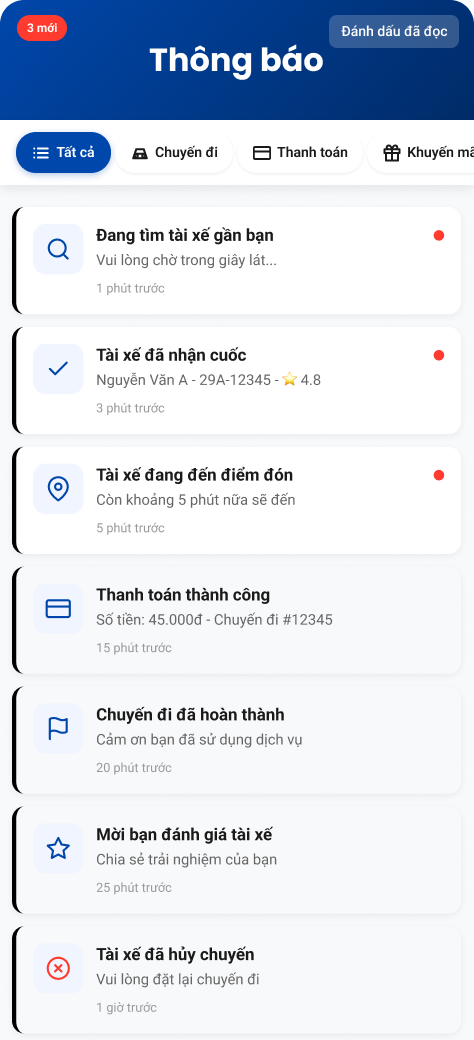 3 mới
Đánh dấu đã đọc
Thông báo
Tất cả
Chuyến đi
Thanh toán
Khuyến mã
Đang tìm tài xế gần bạn
Vui lòng chờ trong giây lát...
1 phút trước
Tài xế đã nhận cuốc
Nguyễn Văn A - 29A-12345 - ⭐ 4.8
3 phút trước
Tài xế đang đến điểm đón
Còn khoảng 5 phút nữa sẽ đến
5 phút trước
Thanh toán thành công
Số tiền: 45.000đ - Chuyến đi #12345
15 phút trước
Chuyến đi đã hoàn thành
Cảm ơn bạn đã sử dụng dịch vụ
20 phút trước
Mời bạn đánh giá tài xế
Chia sẻ trải nghiệm của bạn
25 phút trước
Tài xế đã hủy chuyến
Vui lòng đặt lại chuyến đi
1 giờ trước